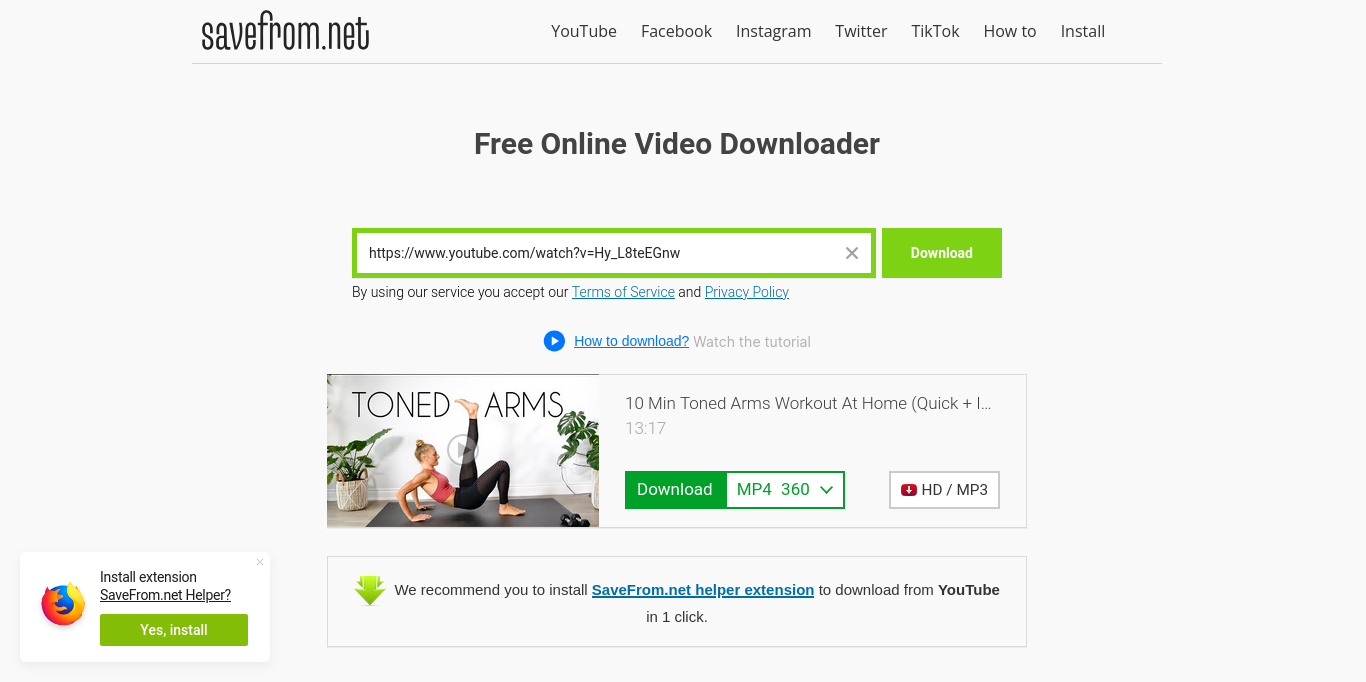 savefrom.net
YouTube Facebook Instagram Twitter TikTok How to Install
Free Online Video Downloader
https://www.youtube.com/watch?v=Hy_L8teEGnw
Download
By using our service you accept our Terms of Service and Privacy Policy
How to download? Watch the tutorial
TONED ARMS
10 Min Toned Arms Workout At Home (Quick + I...
13:17
Download MP4 360
HD / MP3
We recommend you to install SaveFrom.net helper extension to download from YouTube
in 1 click.
Install extension
SaveFrom.net Helper?
Yes, install